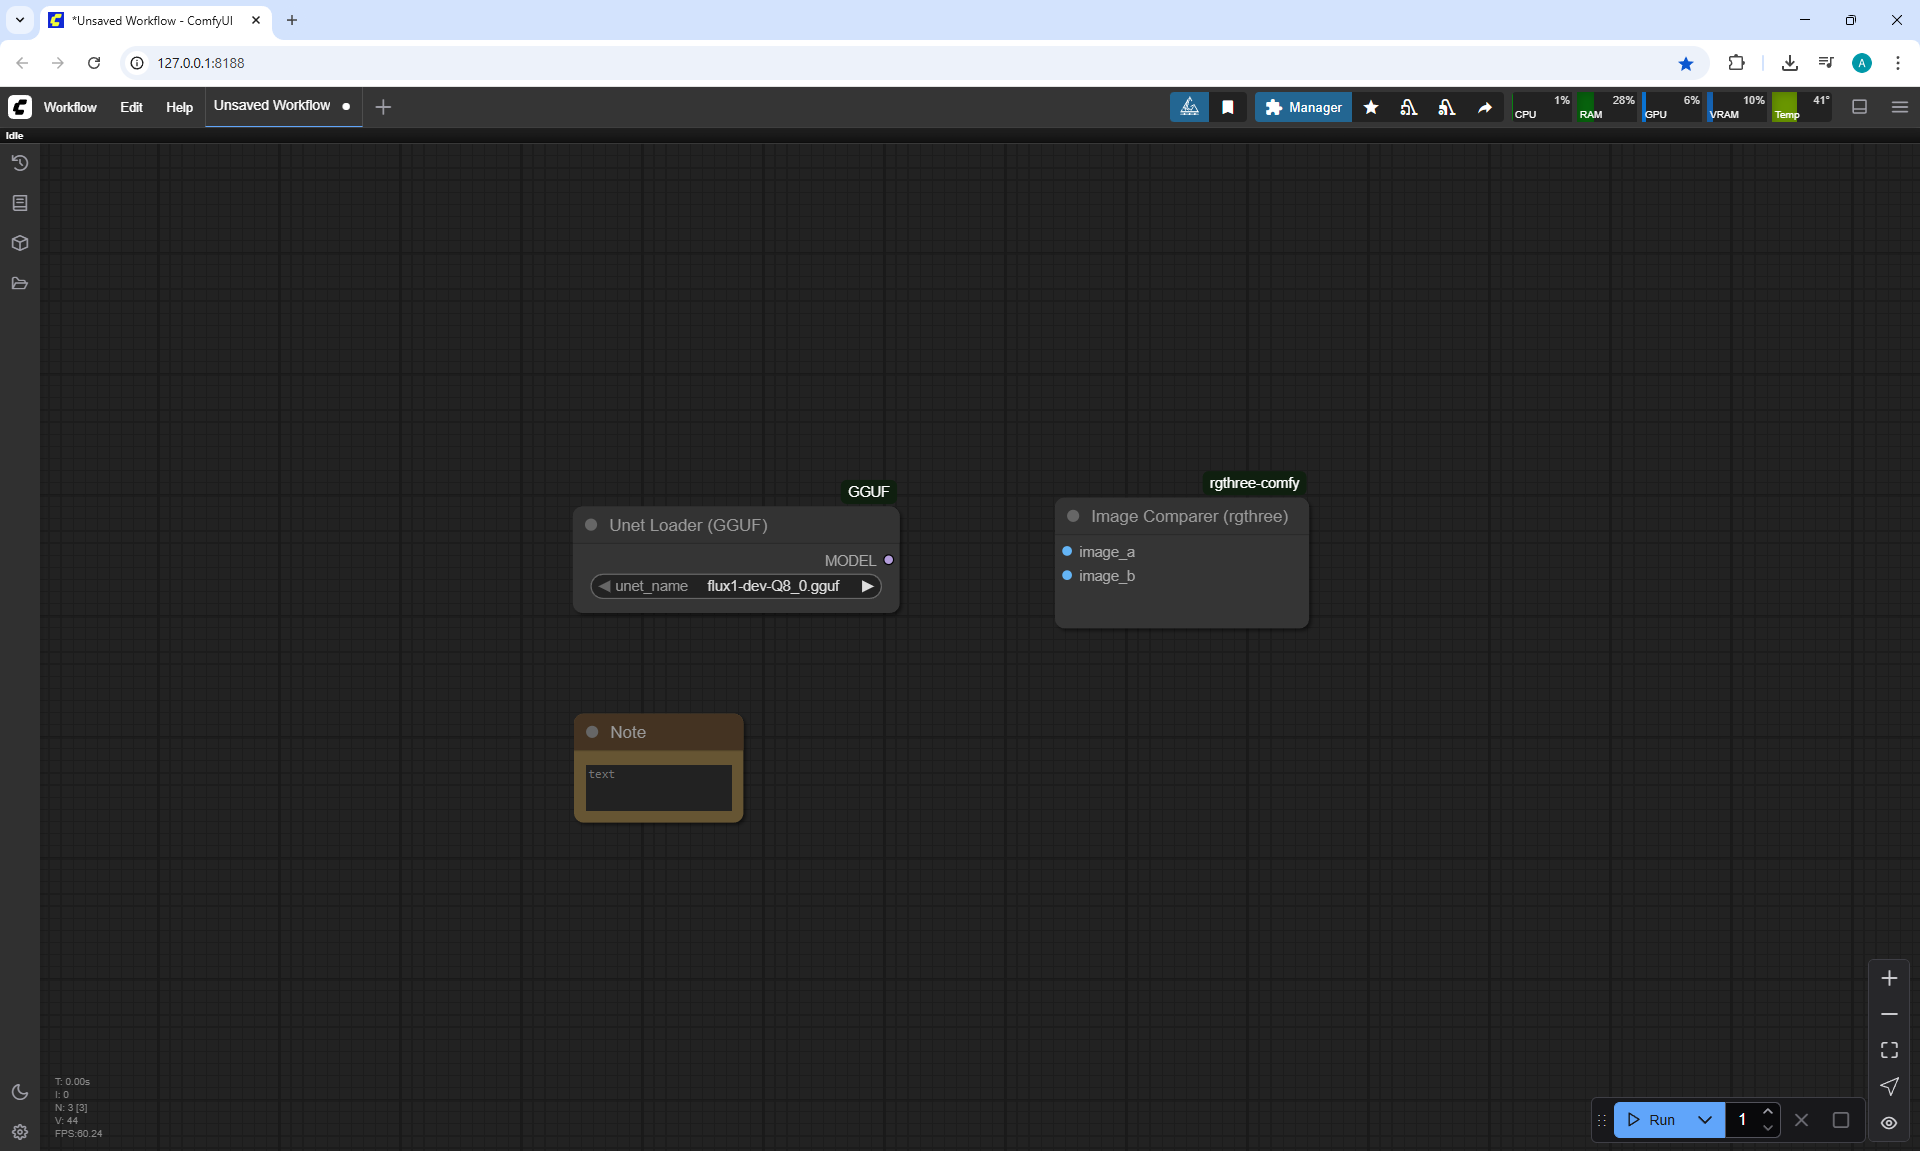 *Unsaved Workflow - ComfyUI
127.0.0.1:8188
A
Workflow Edit Help Unsaved Workflow
Manager
CPU 1% RAM 28% GPU 6% VRAM 10% Temp 41°
Idle
GGUF
Unet Loader (GGUF)
MODEL
unet_name flux1-dev-Q8_0.gguf
rgthree-comfy
Image Comparer (rgthree)
image_a
image_b
Note
text
T: 0.00s
I: 0
N: 3 [3]
V: 44
FPS:60.24
Run 1